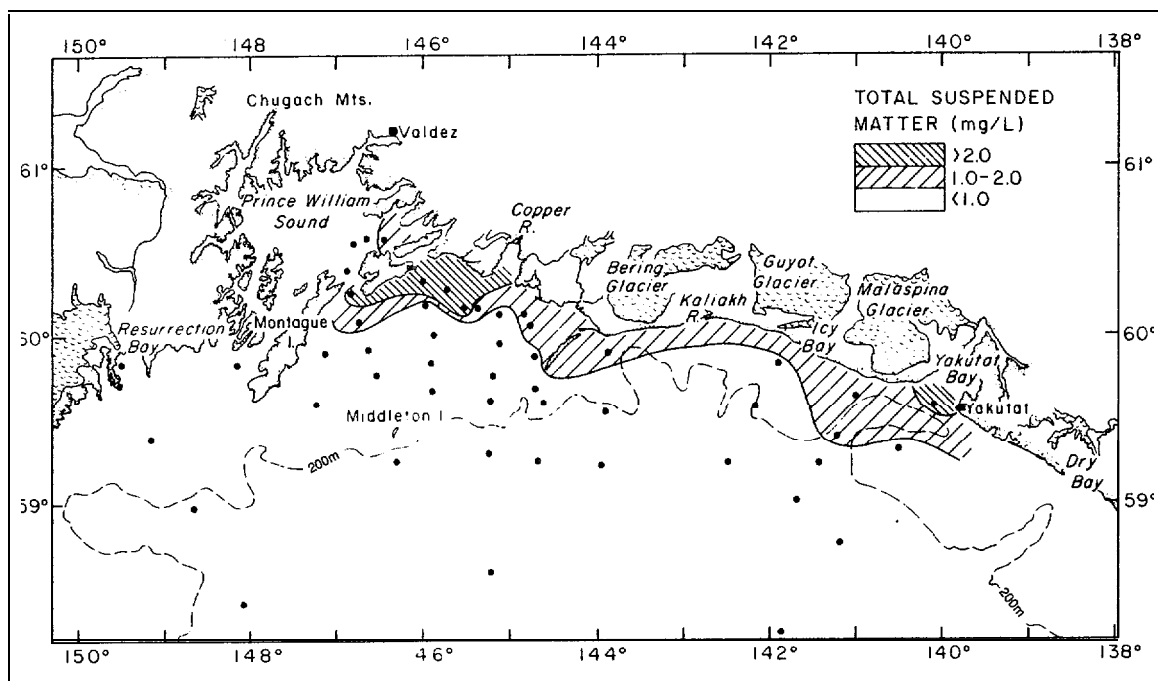 150° 148 146° 144° 142° 140° 138°
Chugach Mts.
Valdez
TOTAL SUSPENDED
MATTER (mg/L)
>2.0
1.0-2.0
<1.0
61° 61°
Prince William
Sound
Copper
R.
Bering
Glacier
Guyot
Glacier
Malaspina
Glacier
Kaliakh
R.
Icy
Bay
Resurrection
Bay
Montague
I.
60° 60°
Yakutat
Bay
Yakutat
Middleton I
200m
Dry
Bay
59° 59°
200m
150° 148° 146° 144° 142° 140° 138°